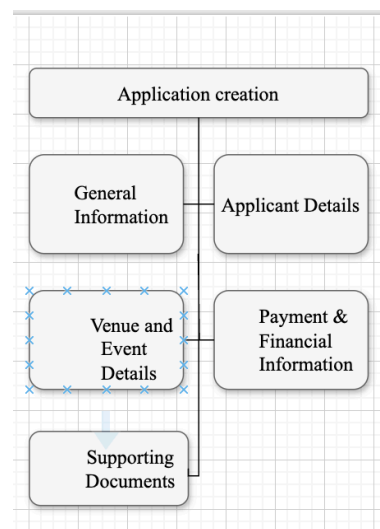 Application creation
General
Information
Applicant Details
Venue and
Event
Details
Payment &
Financial
Information
Supporting
Documents